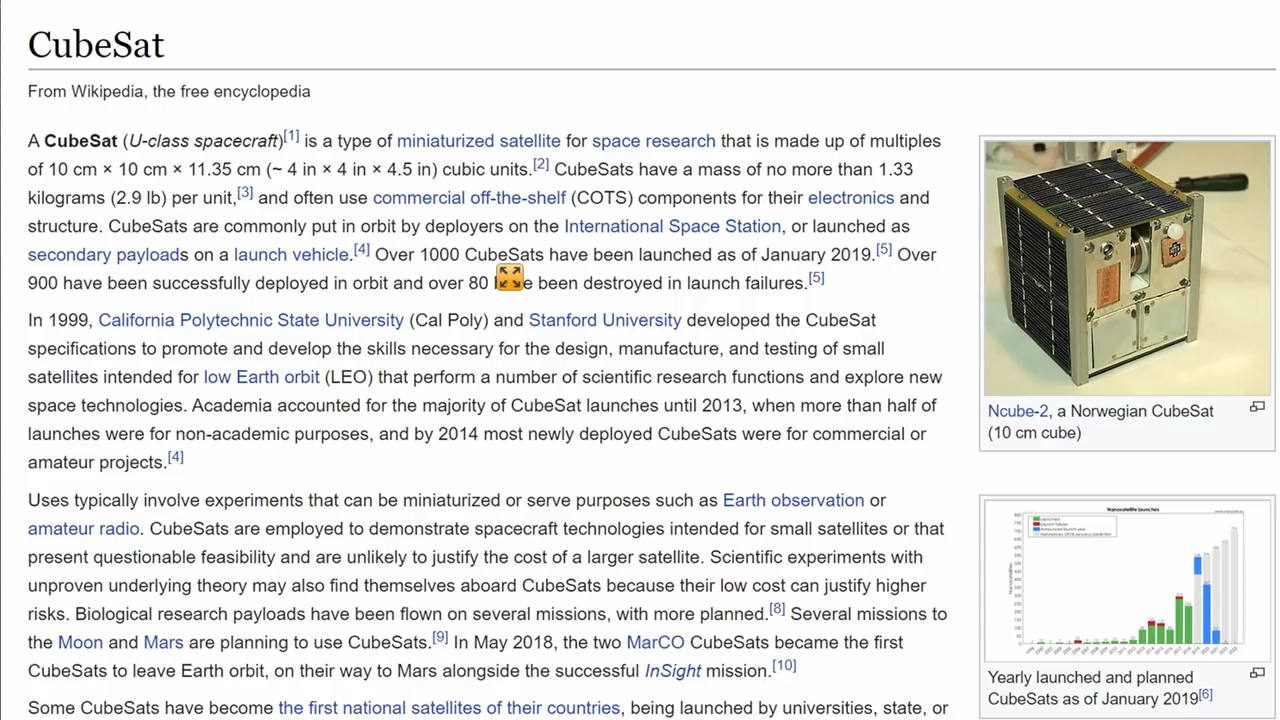 CubeSat
From Wikipedia, the free encyclopedia
A CubeSat (U-class spacecraft)[1] is a type of miniaturized satellite for space research that is made up of multiples
of 10 cm × 10 cm × 11.35 cm (~ 4 in × 4 in × 4.5 in) cubic units.[2] CubeSats have a mass of no more than 1.33
kilograms (2.9 lb) per unit,[3] and often use commercial off-the-shelf (COTS) components for their electronics and
structure. CubeSats are commonly put in orbit by deployers on the International Space Station, or launched as
secondary payloads on a launch vehicle.[4] Over 1000 CubeSats have been launched as of January 2019.[5] Over
900 have been successfully deployed in orbit and over 80 been destroyed in launch failures.[5]
In 1999, California Polytechnic State University (Cal Poly) and Stanford University developed the CubeSat
specifications to promote and develop the skills necessary for the design, manufacture, and testing of small
satellites intended for low Earth orbit (LEO) that perform a number of scientific research functions and explore new
space technologies. Academia accounted for the majority of CubeSat launches until 2013, when more than half of
launches were for non-academic purposes, and by 2014 most newly deployed CubeSats were for commercial or
amateur projects.[4]
Uses typically involve experiments that can be miniaturized or serve purposes such as Earth observation or
amateur radio. CubeSats are employed to demonstrate spacecraft technologies intended for small satellites or that
present questionable feasibility and are unlikely to justify the cost of a larger satellite. Scientific experiments with
unproven underlying theory may also find themselves aboard CubeSats because their low cost can justify higher
risks. Biological research payloads have been flown on several missions, with more planned.[8] Several missions to
the Moon and Mars are planning to use CubeSats.[9] In May 2018, the two MarCO CubeSats became the first
CubeSats to leave Earth orbit, on their way to Mars alongside the successful InSight mission.[10]
Some CubeSats have become the first national satellites of their countries, being launched by universities, state, or
Ncube-2, a Norwegian CubeSat
(10 cm cube)
Nanosatellite launches
Yearly launched and planned
CubeSats as of January 2019[6]